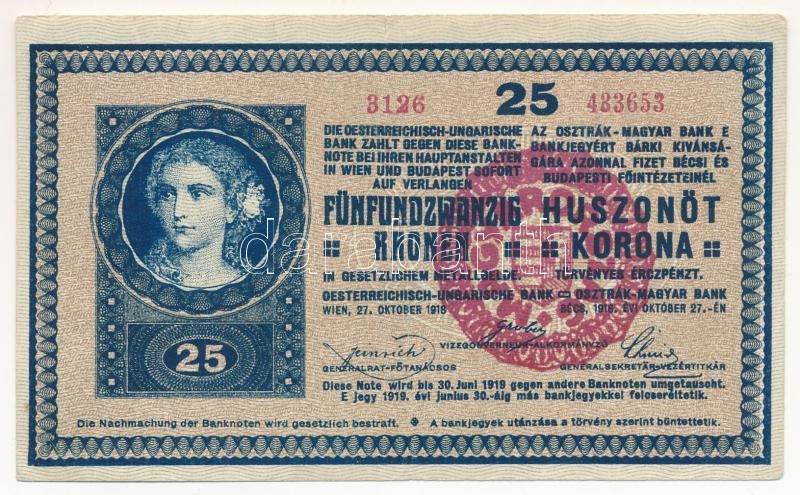 3126 25 483653
DIE OESTERREICHISCH-UNGARISCHE
BANK ZAHLT GEGEN DIESE BANK-
NOTE BEI IHREN HAUPTANSTALTEN
IN WIEN UND BUDAPEST SOFORT
AUF VERLANGEN
FÜNFUNDZWANZIG
KRONEN
IN GESETZLICHEM METALLGELDE.
AZ OSZTRÁK-MAGYAR BANK E
BANKJEGYÉRT BÁRKI KIVÁNSÁ-
GÁRA AZONNAL FIZET BÉCSI ÉS
BUDAPESTI FŐINTÉZETEINÉL
HUSZONÖT
KORONA
TÖRVÉNYES ÉRCZPÉNZT.
OESTERREICHISCH-UNGARISCHE BANK OSZTRÁK-MAGYAR BANK
WIEN, 27. OKTOBER 1918 BÉCS, 1918. ÉVI OKTÓBER 27.-ÉN
VIZEGOUVERNEUR-ALKORMÁNYZÓ
GENERALRAT-FŐTANÁCSOS GENERALSEKRETÄR-VEZÉRTITKÁR
25
Diese Note wird bis 30. Juni 1919 gegen andere Banknoten umgetauscht.
E jegy 1919. évi junius 30.-áig más bankjegyekkel felcseréltetik.
Die Nachmachung der Banknoten wird gesetzlich bestraft. A bankjegyek utánzása a törvény szerint büntettetik.
databank